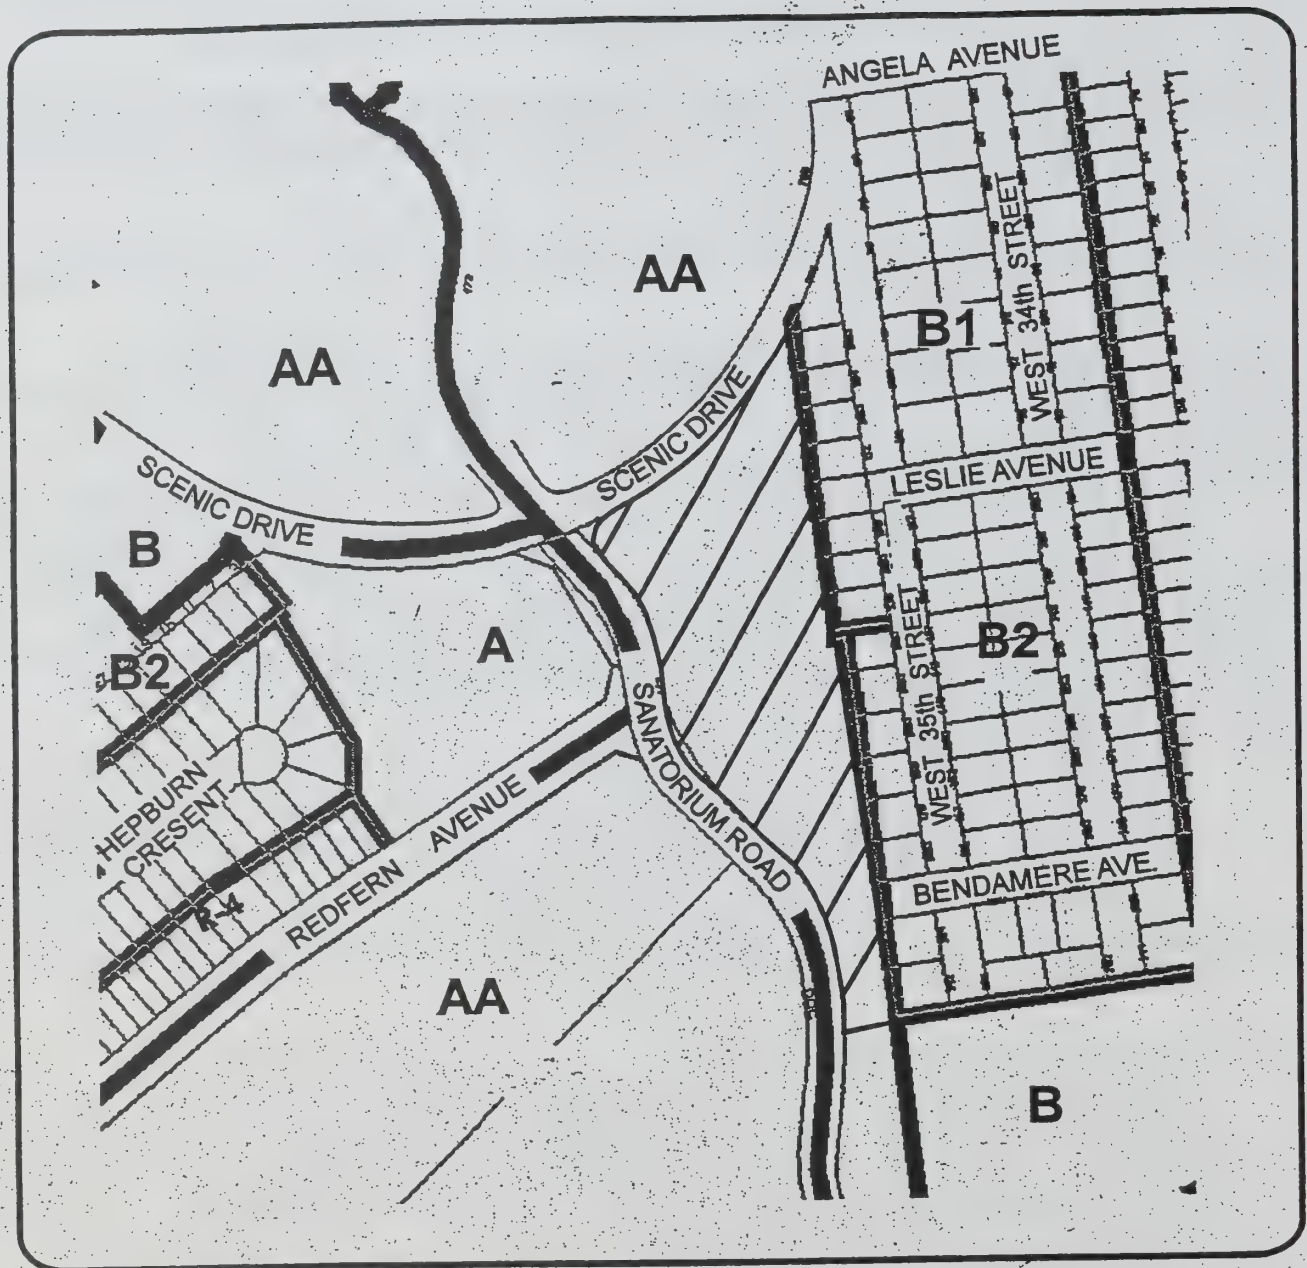 ANGELA AVENUE
AA
WEST 34th STREET
B1
AA
SCENIC DRIVE
LESLIE AVENUE
SCENIC DRIVE
B
A
B2
B2
WEST 35th STREET
SANATORIUM ROAD
HEPBURN
CRESENT
REDFERN AVENUE
BENDAMERE AVE.
R-4
AA
B